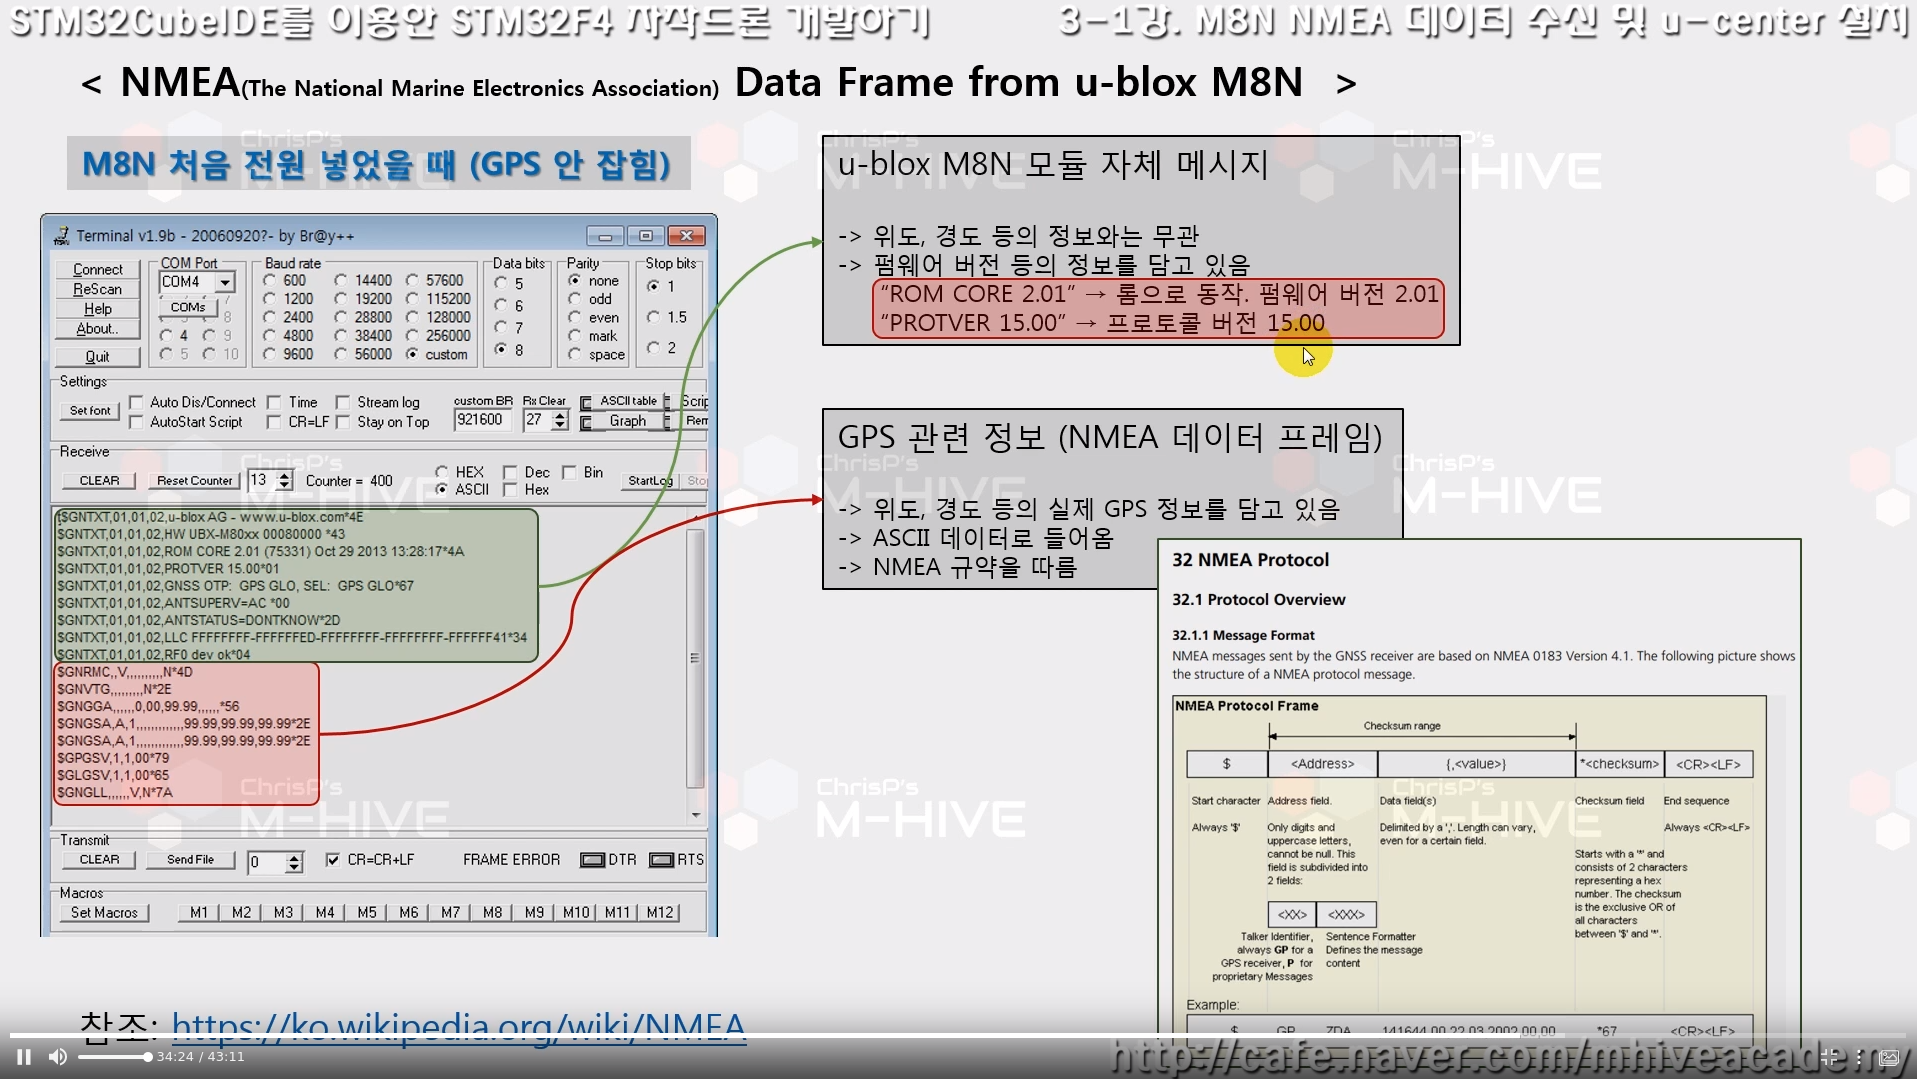 STM32CubeIDE를 이용한 STM32F4 자작드론 개발하기
3-1강. M8N NMEA 데이터 수신 및 u-center 설치
< NMEA(The National Marine Electronics Association) Data Frame from u-blox M8N >
M8N 처음 전원 넣었을 때 (GPS 안 잡힘)
Terminal v1.9b - 20060920?- by Br@y++
Connect
ReScan
Help
About..
Quit
COM Port
COM4
COMs
7
8
4 9
5 10
Baud rate
600 14400 57600
1200 19200 115200
2400 28800 128000
4800 38400 256000
9600 56000 custom
Data bits
5
6
7
8
Parity
none
odd
even
mark
space
Stop bits
1
1.5
2
Settings
Set font
Auto Dis/Connect Time Stream log
AutoStart Script CR=LF Stay on Top
custom BR Rx Clear
921600 27
ASCII table
Graph
Scrip
Rem
Receive
CLEAR Reset Counter 13 Counter = 400
HEX Dec Bin
ASCII Hex
StartLog Sto
$GNTXT,01,01,02,u-blox AG - www.u-blox.com*4E
$GNTXT,01,01,02,HW UBX-M80xx 00080000 *43
$GNTXT,01,01,02,ROM CORE 2.01 (75331) Oct 29 2013 13:28:17*4A
$GNTXT,01,01,02,PROTVER 15.00*01
$GNTXT,01,01,02,GNSS OTP:  GPS GLO, SEL:  GPS GLO*67
$GNTXT,01,01,02,ANTSUPERV=AC *00
$GNTXT,01,01,02,ANTSTATUS=DONTKNOW*2D
$GNTXT,01,01,02,LLC FFFFFFFF-FFFFFFED-FFFFFFFF-FFFFFFFF-FFFFFF41*34
$GNTXT,01,01,02,RF0 dev ok*04
$GNRMC,,V,,,,,,,,,,N*4D
$GNVTG,,,,,,,,,N*2E
$GNGGA,,,,,,0,00,99.99,,,,,,*56
$GNGSA,A,1,,,,,,,,,,,,,99.99,99.99,99.99*2E
$GNGSA,A,1,,,,,,,,,,,,,99.99,99.99,99.99*2E
$GPGSV,1,1,00*79
$GLGSV,1,1,00*65
$GNGLL,,,,,,V,N*7A
Transmit
CLEAR Send File 0 CR=CR+LF FRAME ERROR DTR RTS
Macros
Set Macros M1 M2 M3 M4 M5 M6 M7 M8 M9 M10 M11 M12
u-blox M8N 모듈 자체 메시지
-> 위도, 경도 등의 정보와는 무관
-> 펌웨어 버전 등의 정보를 담고 있음
“ROM CORE 2.01” → 롬으로 동작. 펌웨어 버전 2.01
“PROTVER 15.00” → 프로토콜 버전 15.00
GPS 관련 정보 (NMEA 데이터 프레임)
-> 위도, 경도 등의 실제 GPS 정보를 담고 있음
-> ASCII 데이터로 들어옴
-> NMEA 규약을 따름
32 NMEA Protocol
32.1 Protocol Overview
32.1.1 Message Format
NMEA messages sent by the GNSS receiver are based on NMEA 0183 Version 4.1. The following picture shows
the structure of a NMEA protocol message.
NMEA Protocol Frame
Checksum range
$ <Address> {,<value>} *<checksum> <CR><LF>
Start character Address field. Data field(s) Checksum field End sequence
Always '$'
Only digits and
uppercase letters,
cannot be null. This
field is subdivided into
2 fields:
Delimited by a ','. Length can vary,
even for a certain field.
Starts with a '*' and
consists of 2 characters
representing a hex
number. The checksum
is the exclusive OR of
all characters
between '$' and '*'.
Always <CR><LF>
<XX> <XXX>
Talker Identifier,
always GP for a
GPS receiver, P for
proprietary Messages
Sentence Formatter
Defines the message
content
Example:
$ GP ZDA ,141644.00,22,03,2002,00,00 *67 <CR><LF>
참조: https://ko.wikipedia.org/wiki/NMEA
34:24 / 43:11
http://cafe.naver.com/mhiveacademy
ChrisP's
M-HIVE
ChrisP's
M-HIVE
ChrisP's
M-HIVE
ChrisP's
M-HIVE
ChrisP's
M-HIVE
ChrisP's
M-HIVE
ChrisP's
M-HIVE
ChrisP's
M-HIVE